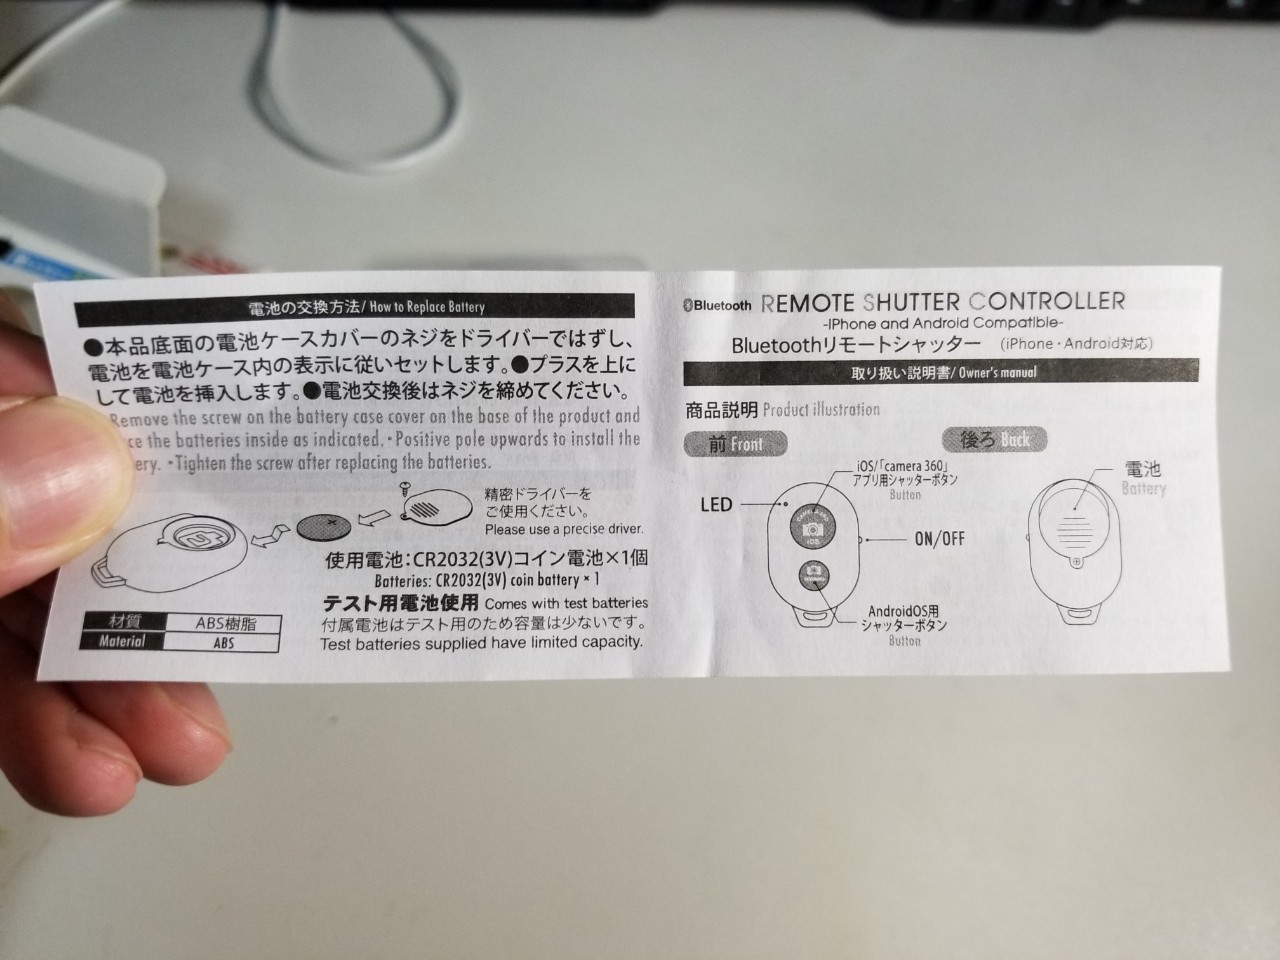 電池の交換方法/ How to Replace Battery
●本品底面の電池ケースカバーのネジをドライバーではずし、
電池を電池ケース内の表示に従いセットします。●プラスを上に
して電池を挿入します。●電池交換後はネジを締めてください。
Remove the screw on the battery case cover on the base of the product and
the batteries inside as indicated. • Positive pole upwards to install the
• Tighten the screw after replacing the batteries.
精密ドライバーを
ご使用ください。
Please use a precise driver.
使用電池：CR2032(3V)コイン電池×1個
Batteries: CR2032(3V) coin battery × 1
テスト用電池使用 Comes with test batteries
付属電池はテスト用のため容量は少ないです。
Test batteries supplied have limited capacity.
材質 ABS樹脂
Material ABS
Bluetooth REMOTE SHUTTER CONTROLLER
-iPhone and Android Compatible-
Bluetoothリモートシャッター （iPhone・Android対応）
取り扱い説明書/ Owner's manual
商品説明 Product illustration
前 Front
後ろ Back
iOS/「camera 360」
アプリ用シャッターボタン
Button
LED
CAMERA 360
iOS
ON/OFF
AndroidOS用
シャッターボタン
Button
電池
Battery